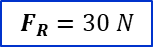 F_R = 30 N